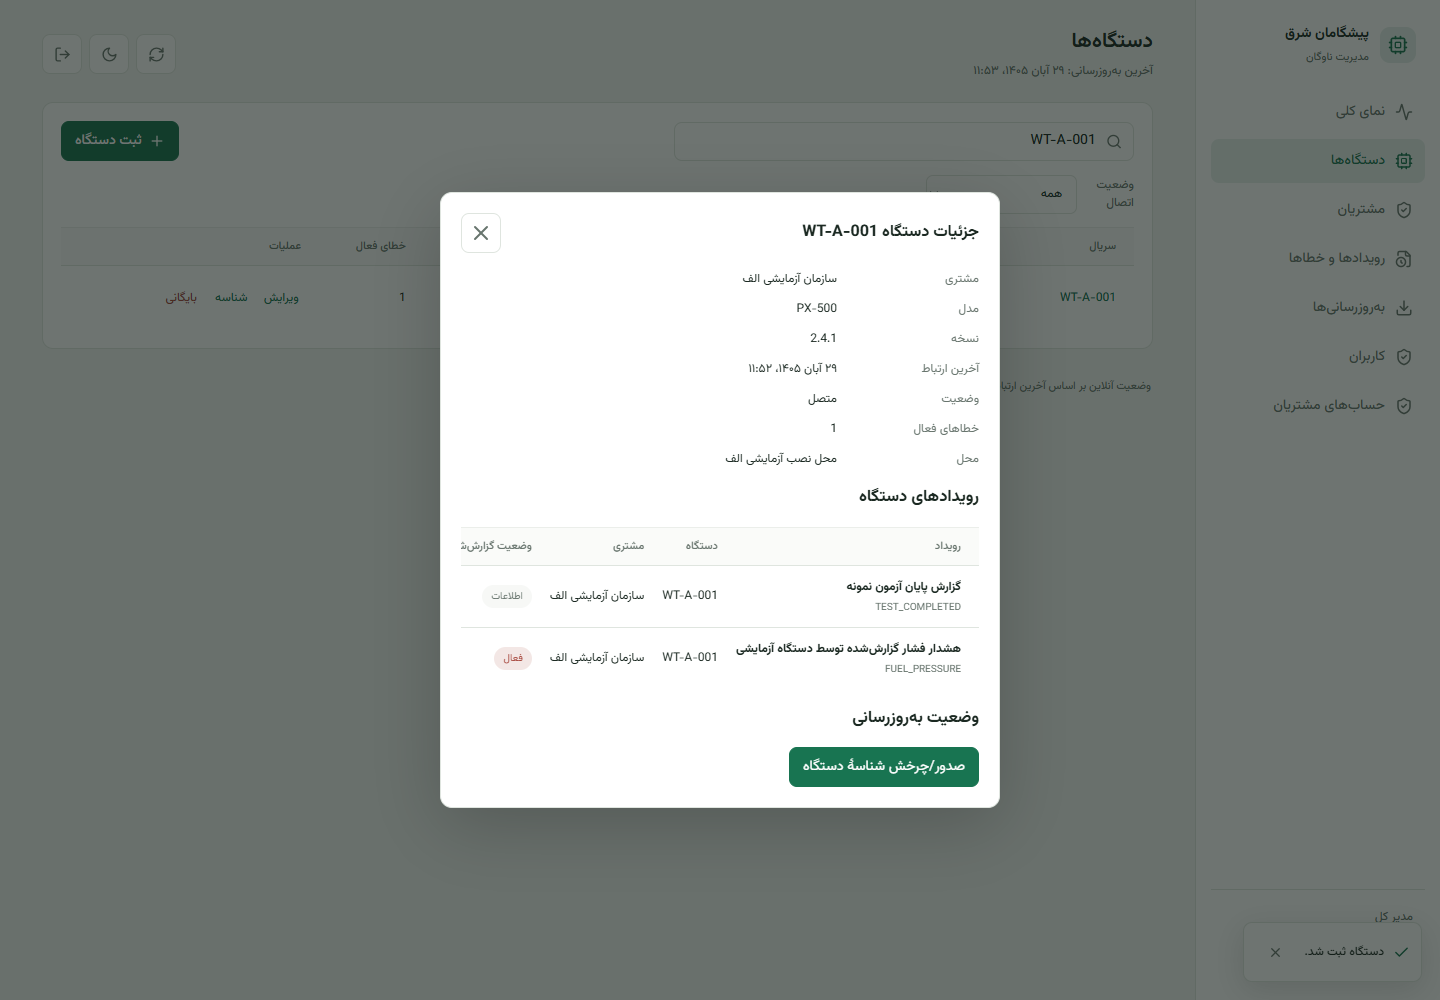 پیشگامان شرق
مدیریت ناوگان
نمای کلی
دستگاه‌ها
مشتریان
رویدادها و خطاها
به‌روزرسانی‌ها
کاربران
حساب‌های مشتریان
مدیر کل
دستگاه ثبت شد.
دستگاه‌ها
آخرین به‌روزرسانی: ۲۹ آبان ۱۴۰۵، ۱۱:۵۳
WT-A-001
ثبت دستگاه
وضعیت
اتصال
همه
سریال
خطای فعال
عملیات
WT-A-001
1
ویرایش
شناسه
بایگانی
وضعیت آنلاین بر اساس آخرین
جزئیات دستگاه WT-A-001
مشتری سازمان آزمایشی الف
مدل PX-500
نسخه 2.4.1
آخرین ارتباط ۲۹ آبان ۱۴۰۵، ۱۱:۵۲
وضعیت متصل
خطاهای فعال 1
محل محل نصب آزمایشی الف
رویدادهای دستگاه
رویداد دستگاه مشتری وضعیت
گزارش پایان آزمون نمونه
TEST_COMPLETED
WT-A-001 سازمان آزمایشی الف اطلاعات
هشدار فشار گزارش‌شده توسط دستگاه آزمایشی
FUEL_PRESSURE
WT-A-001 سازمان آزمایشی الف فعال
وضعیت به‌روزرسانی
صدور/چرخش شناسهٔ دستگاه